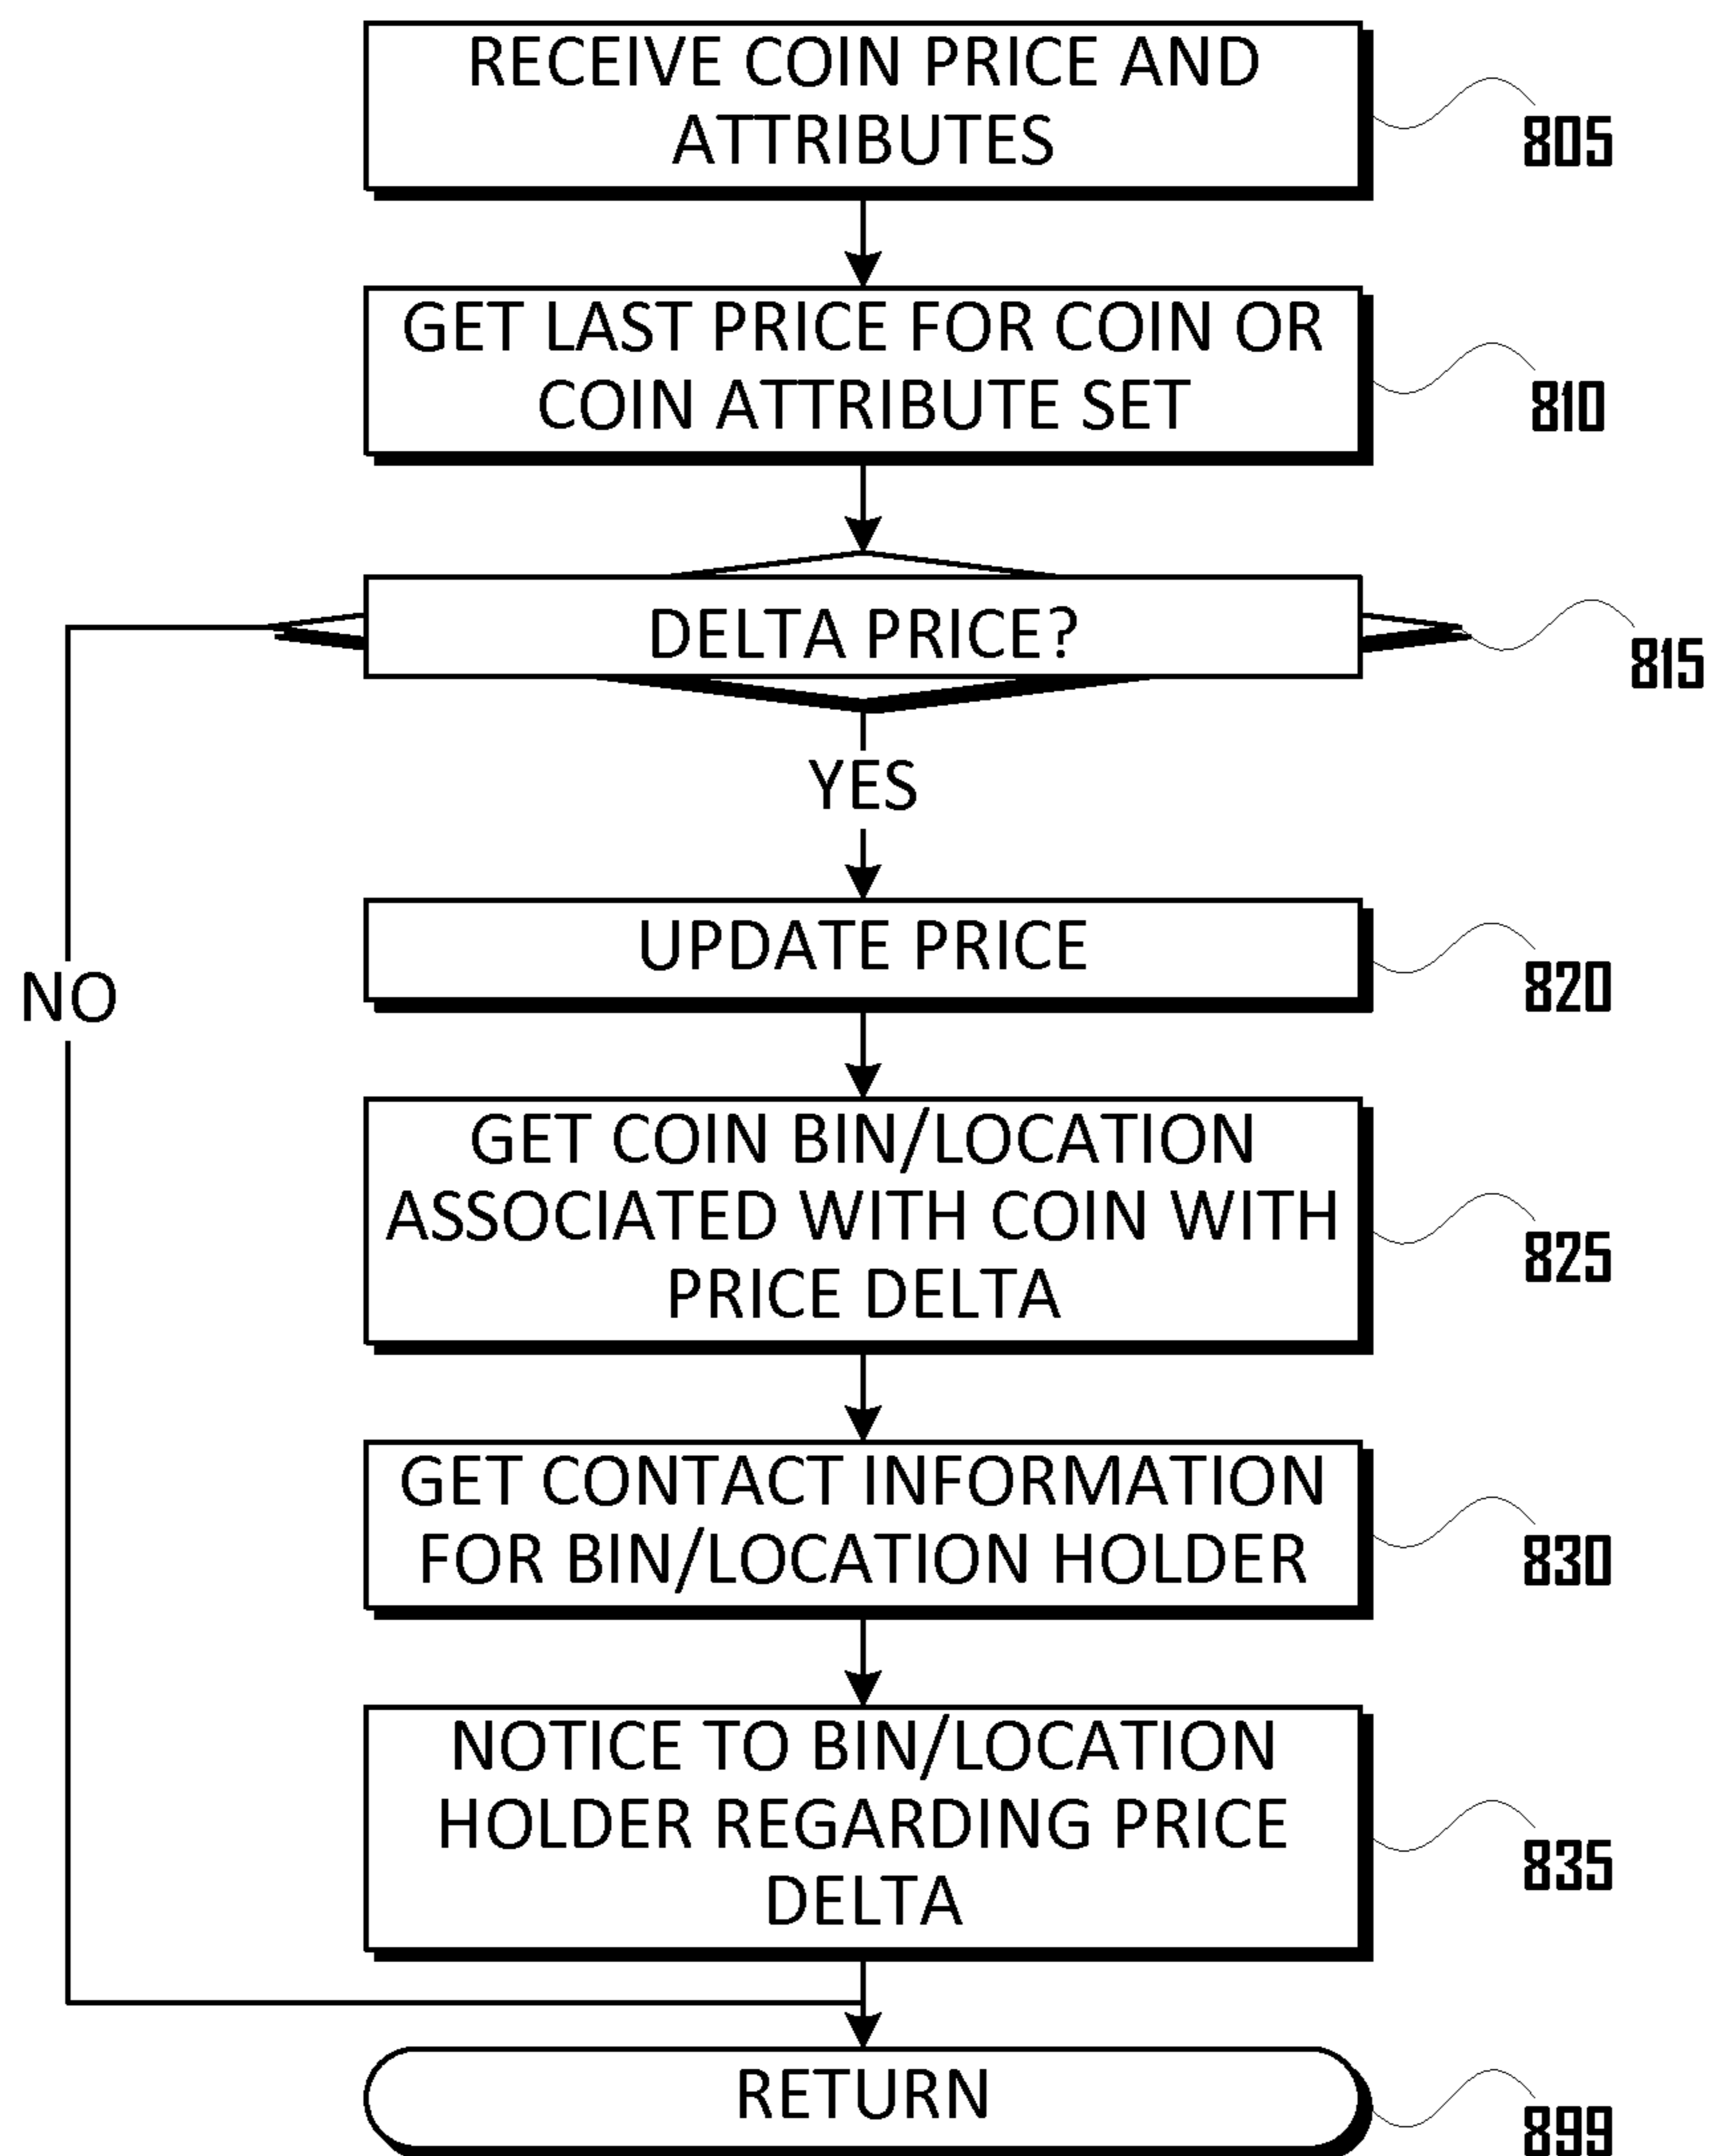 RECEIVE COIN PRICE AND
ATTRIBUTES
805
GET LAST PRICE FOR COIN OR
COIN ATTRIBUTE SET
810
DELTA PRICE?
815
YES
UPDATE PRICE
820
NO
GET COIN BIN/LOCATION
ASSOCIATED WITH COIN WITH
PRICE DELTA
825
GET CONTACT INFORMATION
FOR BIN/LOCATION HOLDER
830
NOTICE TO BIN/LOCATION
HOLDER REGARDING PRICE
DELTA
835
RETURN
899